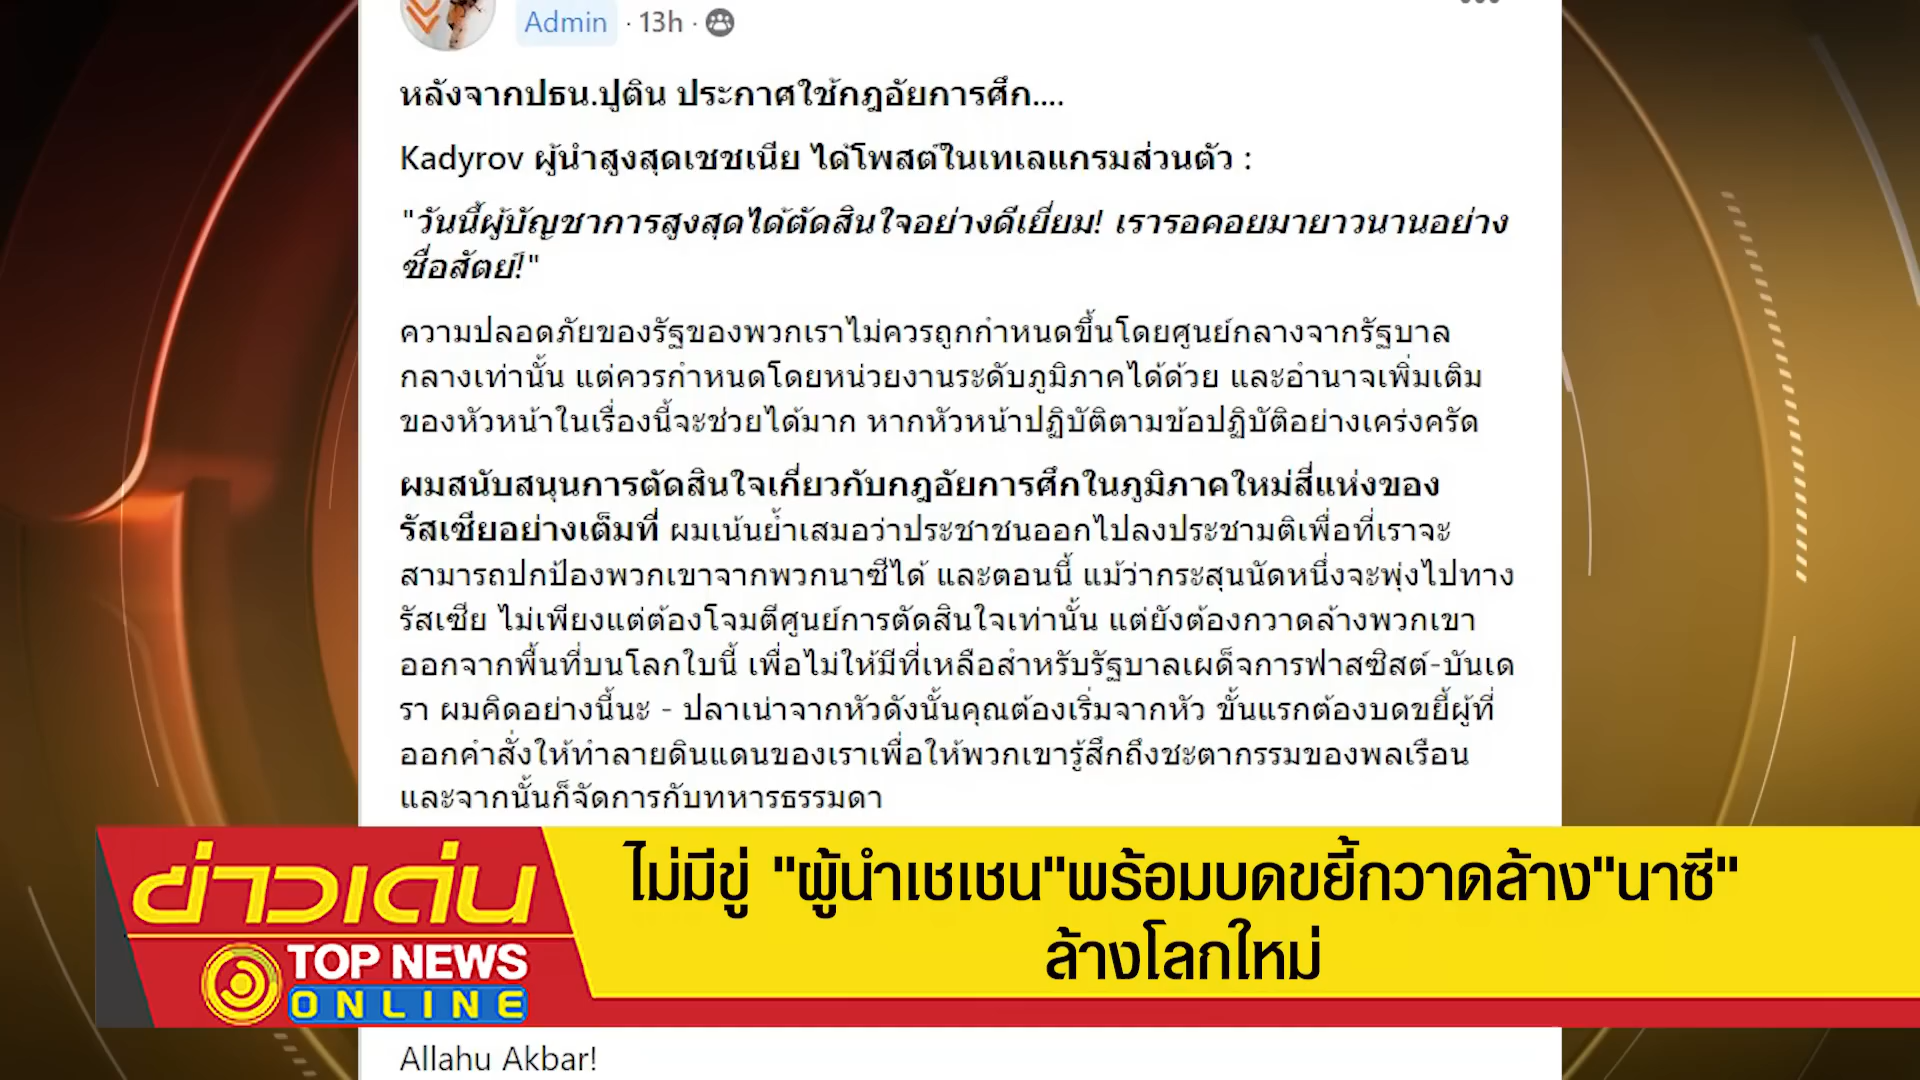 Admin · 13h ·
หลังจากปธน.ปูติน ประกาศใช้กฎอัยการศึก....
Kadyrov ผู้นำสูงสุดเชชเนีย ได้โพสต์ในเทเลแกรมส่วนตัว :
"วันนี้ผู้บัญชาการสูงสุดได้ตัดสินใจอย่างดีเยี่ยม! เรารอคอยมายาวนานอย่าง
ซื่อสัตย์!"
ความปลอดภัยของรัฐของพวกเราไม่ควรถูกกำหนดขึ้นโดยศูนย์กลางจากรัฐบาล
กลางเท่านั้น แต่ควรกำหนดโดยหน่วยงานระดับภูมิภาคได้ด้วย และอำนาจเพิ่มเติม
ของหัวหน้าในเรื่องนี้จะช่วยได้มาก หากหัวหน้าปฏิบัติตามข้อปฏิบัติอย่างเคร่งครัด
ผมสนับสนุนการตัดสินใจเกี่ยวกับกฎอัยการศึกในภูมิภาคใหม่สี่แห่งของ
รัสเซียอย่างเต็มที่ ผมเน้นย้ำเสมอว่าประชาชนออกไปลงประชามติเพื่อที่เราจะ
สามารถปกป้องพวกเขาจากพวกนาซีได้ และตอนนี้ แม้ว่ากระสุนนัดหนึ่งจะพุ่งไปทาง
รัสเซีย ไม่เพียงแต่ต้องโจมตีศูนย์การตัดสินใจเท่านั้น แต่ยังต้องกวาดล้างพวกเขา
ออกจากพื้นที่บนโลกใบนี้ เพื่อไม่ให้มีที่เหลือสำหรับรัฐบาลเผด็จการฟาสซิสต์-บันเด
รา ผมคิดอย่างนี้นะ - ปลาเน่าจากหัวดังนั้นคุณต้องเริ่มจากหัว ขั้นแรกต้องบดขยี้ผู้ที่
ออกคำสั่งให้ทำลายดินแดนของเราเพื่อให้พวกเขารู้สึกถึงชะตากรรมของพลเรือน
และจากนั้นก็จัดการกับทหารธรรมดา
ข่าวเด่น
TOP NEWS
ONLINE
ไม่มีขู่ "ผู้นำเชเชน"พร้อมบดขยี้กวาดล้าง"นาซี"
ล้างโลกใหม่
Allahu Akbar!